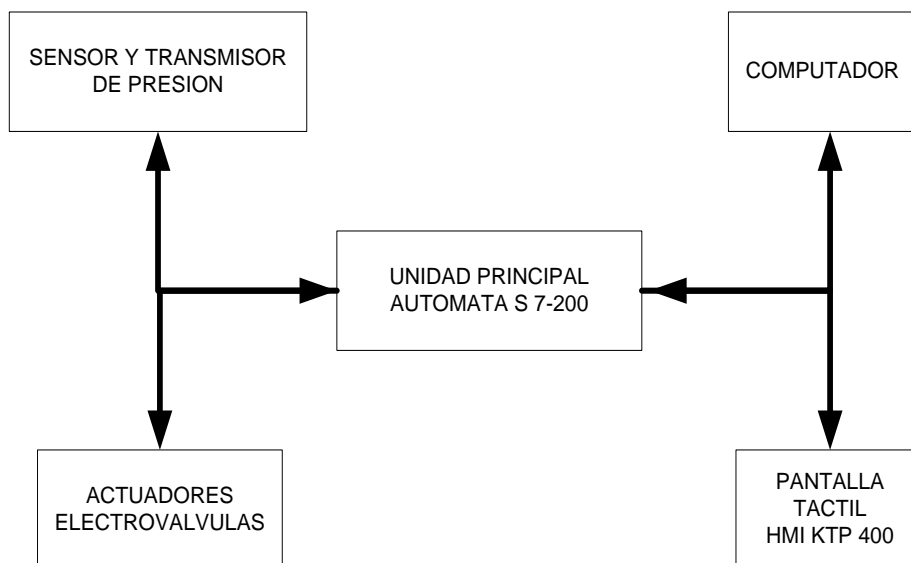 SENSOR Y TRANSMISOR
DE PRESION
COMPUTADOR
UNIDAD PRINCIPAL
AUTOMATA S 7-200
ACTUADORES
ELECTROVALVULAS
PANTALLA
TACTIL
HMI KTP 400